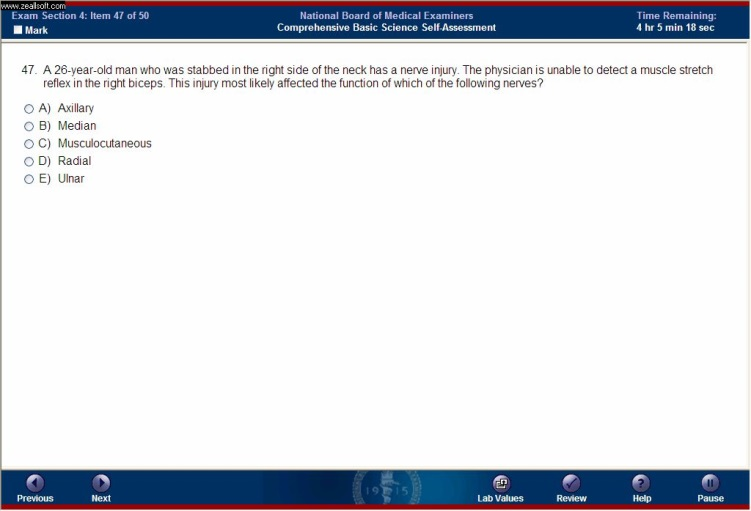 www.zeallsoft.com
Exam Section 4: Item 47 of 50
National Board of Medical Examiners
Time Remaining:
Mark
Comprehensive Basic Science Self-Assessment
4 hr 5 min 18 sec
47. A 26-year-old man who was stabbed in the right side of the neck has a nerve injury. The physician is unable to detect a muscle stretch
reflex in the right biceps. This injury most likely affected the function of which of the following nerves?
A) Axillary
B) Median
C) Musculocutaneous
D) Radial
E) Ulnar
1915
Previous
Next
Lab Values
Review
Help
Pause